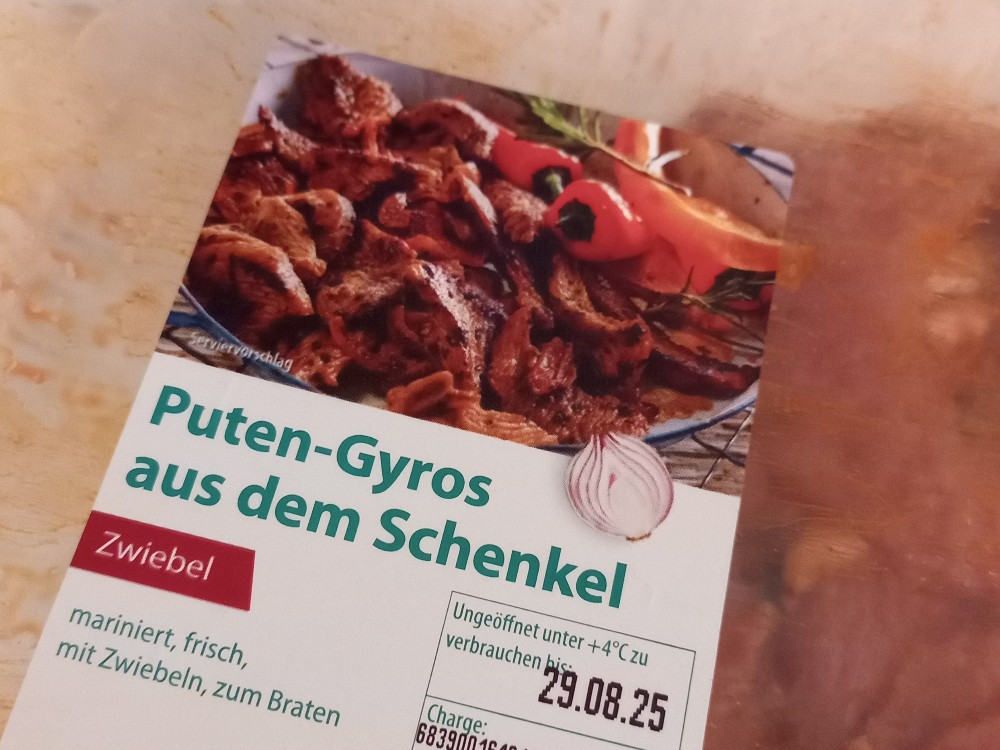 Serviervorschlag
Puten-Gyros
aus dem Schenkel
Zwiebel
mariniert, frisch,
mit Zwiebeln, zum Braten
Ungeöffnet unter +4°C zu
verbrauchen bis:
29.08.25
Charge: